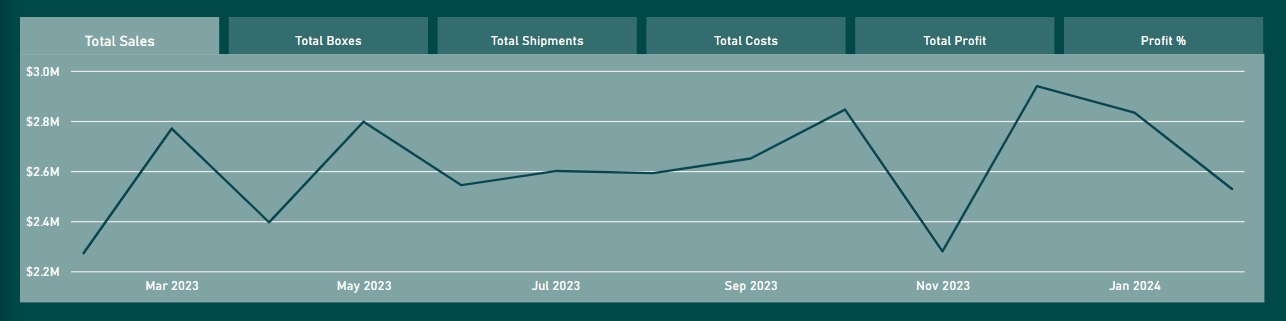 Total Sales Total Boxes Total Shipments Total Costs Total Profit Profit %
$3.0M
$2.8M
$2.6M
$2.4M
$2.2M
Mar 2023 May 2023 Jul 2023 Sep 2023 Nov 2023 Jan 2024